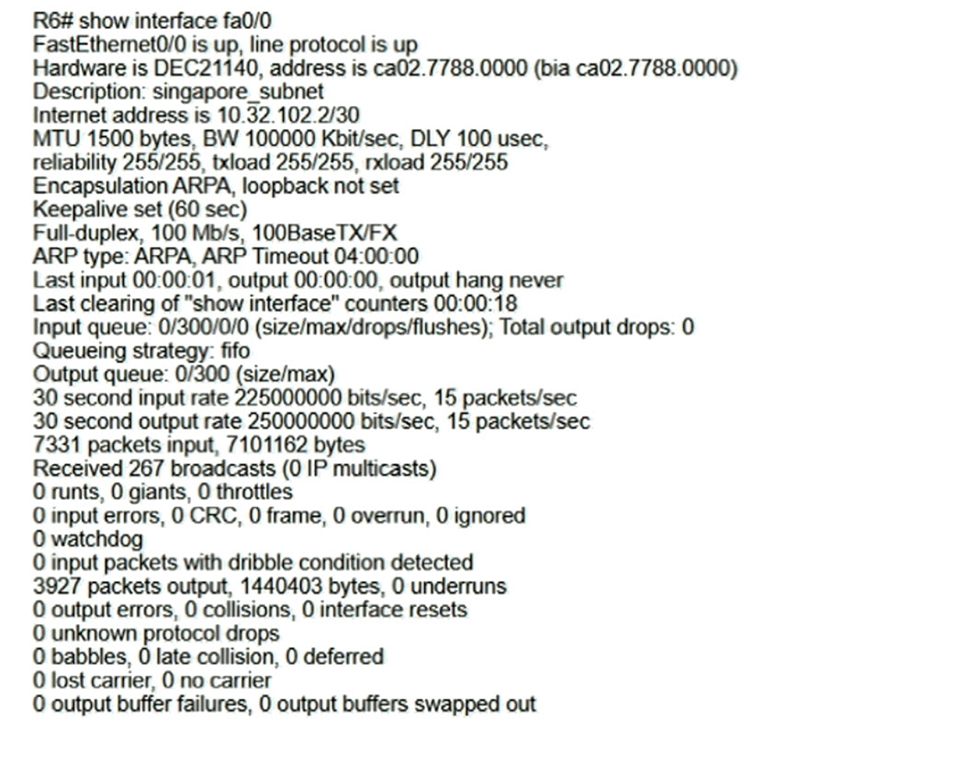 R6# show interface fa0/0
FastEthernet0/0 is up, line protocol is up
Hardware is DEC21140, address is ca02.7788.0000 (bia ca02.7788.0000)
Description: singapore_subnet
Internet address is 10.32.102.2/30
MTU 1500 bytes, BW 100000 Kbit/sec, DLY 100 usec,
reliability 255/255, txload 255/255, rxload 255/255
Encapsulation ARPA, loopback not set
Keepalive set (60 sec)
Full-duplex, 100 Mb/s, 100BaseTX/FX
ARP type: ARPA, ARP Timeout 04:00:00
Last input 00:00:01, output 00:00:00, output hang never
Last clearing of "show interface" counters 00:00:18
Input queue: 0/300/0/0 (size/max/drops/flushes); Total output drops: 0
Queueing strategy: fifo
Output queue: 0/300 (size/max)
30 second input rate 225000000 bits/sec, 15 packets/sec
30 second output rate 250000000 bits/sec, 15 packets/sec
7331 packets input, 7101162 bytes
Received 267 broadcasts (0 IP multicasts)
0 runts, 0 giants, 0 throttles
0 input errors, 0 CRC, 0 frame, 0 overrun, 0 ignored
0 watchdog
0 input packets with dribble condition detected
3927 packets output, 1440403 bytes, 0 underruns
0 output errors, 0 collisions, 0 interface resets
0 unknown protocol drops
0 babbles, 0 late collision, 0 deferred
0 lost carrier, 0 no carrier
0 output buffer failures, 0 output buffers swapped out